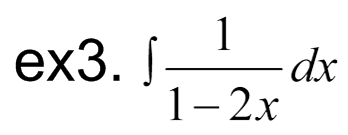 ex3. ∫ 1/(1−2x) dx